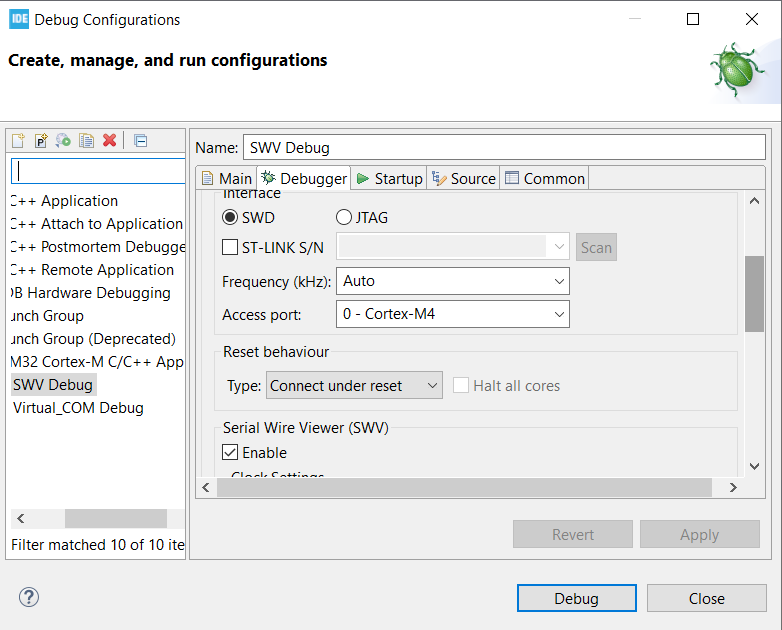 IDE Debug Configurations
Create, manage, and run configurations
Name: SWV Debug
Main Debugger Startup Source Common
C++ Application
C++ Attach to Application
C++ Postmortem Debugge
C++ Remote Application
DB Hardware Debugging
unch Group
unch Group (Deprecated)
M32 Cortex-M C/C++ App
SWV Debug
Virtual_COM Debug
Filter matched 10 of 10 ite
Interface
SWD JTAG
ST-LINK S/N Scan
Frequency (kHz): Auto
Access port: 0 - Cortex-M4
Reset behaviour
Type: Connect under reset Halt all cores
Serial Wire Viewer (SWV)
Enable
Clock Settings
Revert Apply
? Debug Close